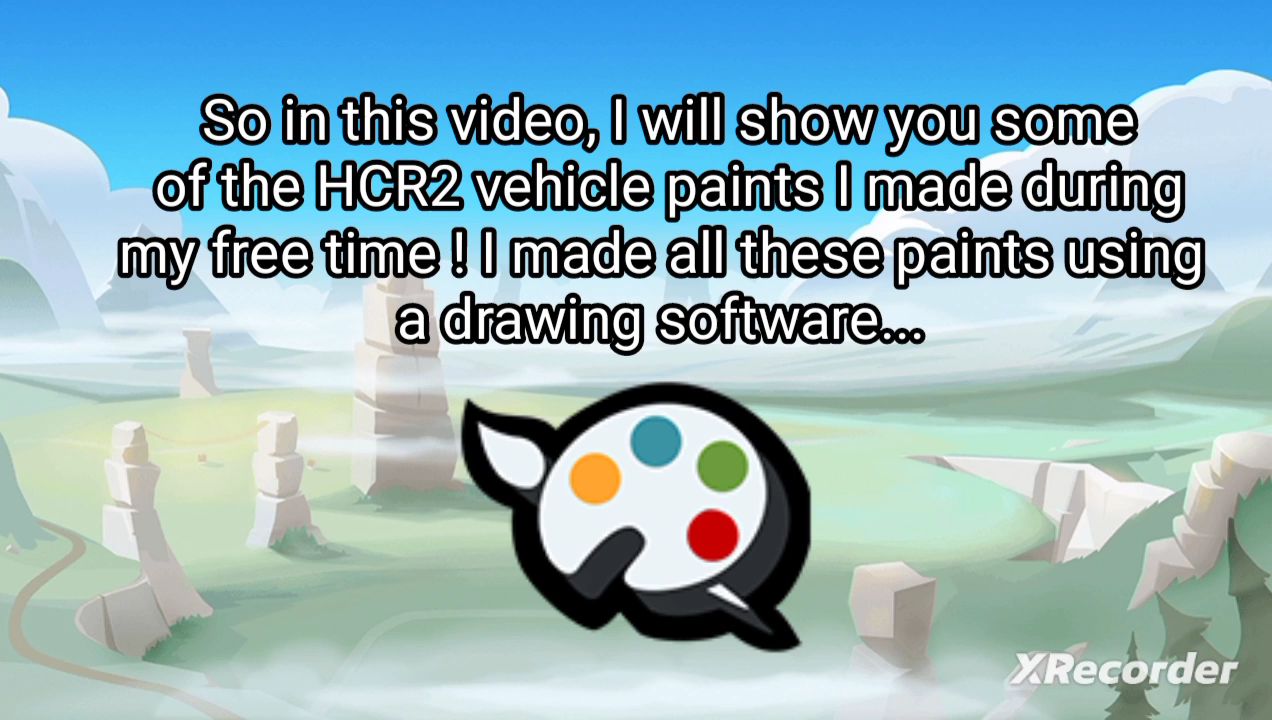 So in this video, I will show you some
of the HCR2 vehicle paints I made during
my free time ! I made all these paints using
a drawing software...
XRecorder